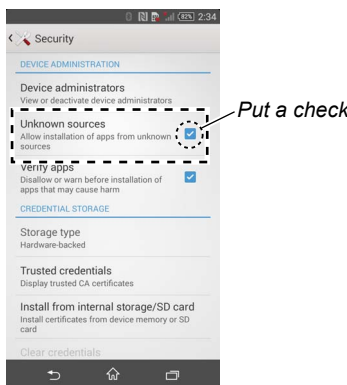 82% 2:34
Security
DEVICE ADMINISTRATION
Device administrators
View or deactivate device administrators
Unknown sources
Allow installation of apps from unknown
sources
Put a check
Verify apps
Disallow or warn before installation of
apps that may cause harm
CREDENTIAL STORAGE
Storage type
Hardware-backed
Trusted credentials
Display trusted CA certificates
Install from internal storage/SD card
Install certificates from device memory or SD
card
Clear credentials